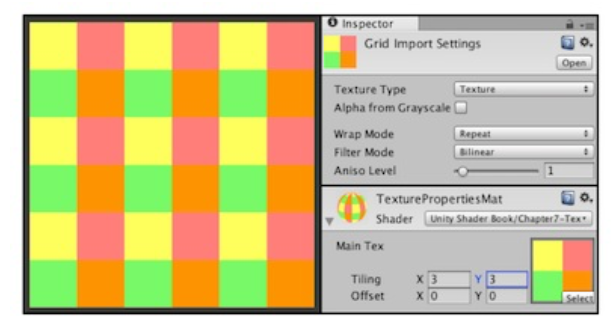 Inspector
Grid Import Settings
Open
Texture Type Texture
Alpha from Grayscale
Wrap Mode Repeat
Filter Mode Bilinear
Aniso Level 1
TexturePropertiesMat
Shader Unity Shader Book/Chapter7-Tex
Main Tex
Tiling X 3 Y 3
Offset X 0 Y 0
Select